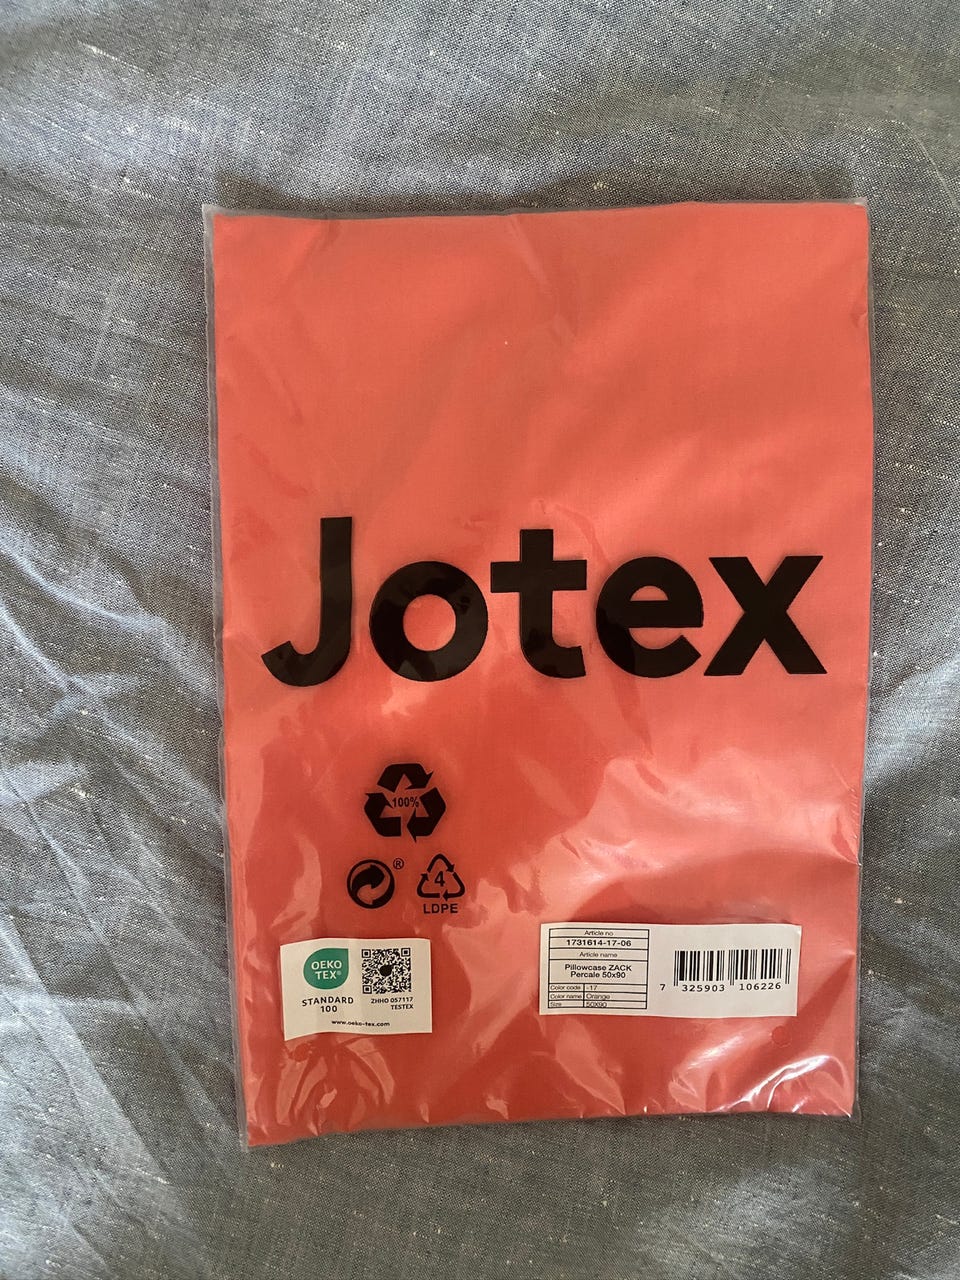 Jotex
100%
®
4
LDPE
OEKO
TEX®
STANDARD
100
ZHHO 057117
TESTEX
www.oeko-tex.com
Article no
1731614-17-06
Article name
Pillowcase ZACK
Percale 50x90
Color code -17
Color name Orange
Size 50X90
7 325903 106226